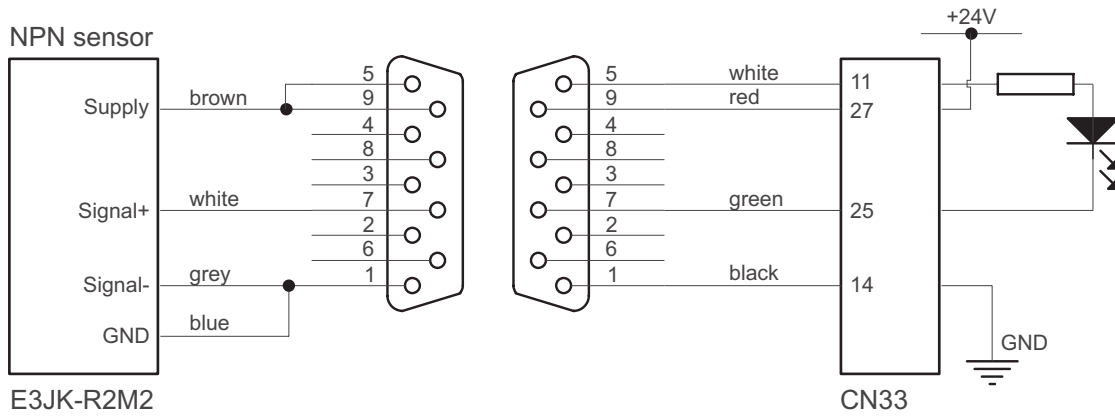 +24V
NPN sensor
Supply
brown
5
9
4
8
3
7
2
6
1
Signal+
white
Signal-
grey
GND
blue
E3JK-R2M2
5
9
4
8
3
7
2
6
1
white
red
green
black
11
27
25
14
GND
CN33